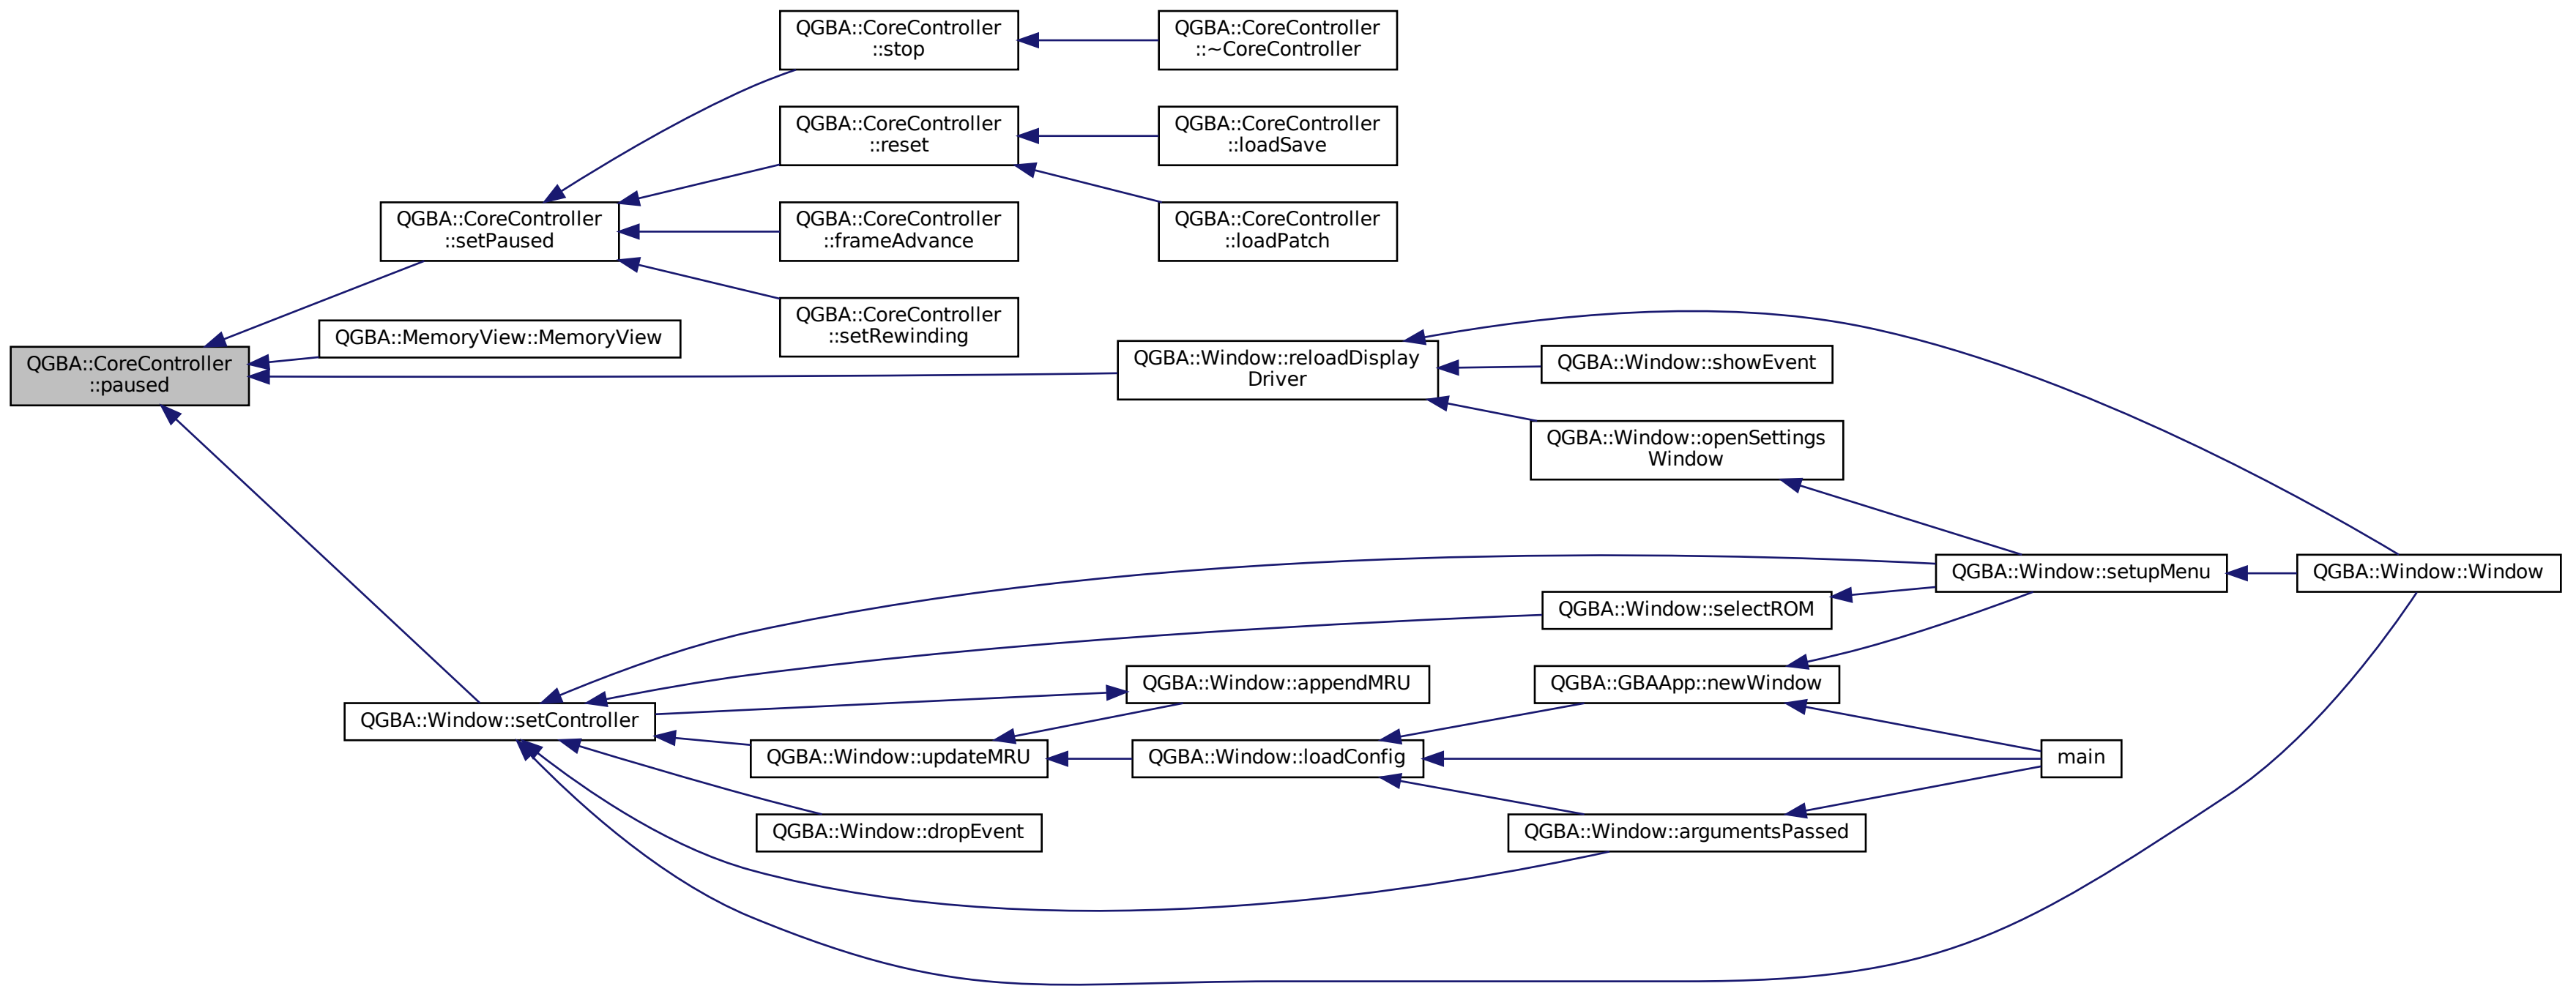 QGBA::CoreController
::paused
QGBA::CoreController
::setPaused
QGBA::CoreController
::stop
QGBA::CoreController
::~CoreController
QGBA::CoreController
::reset
QGBA::CoreController
::loadSave
QGBA::CoreController
::loadPatch
QGBA::CoreController
::frameAdvance
QGBA::CoreController
::setRewinding
QGBA::MemoryView::MemoryView
QGBA::Window::reloadDisplay
Driver
QGBA::Window::showEvent
QGBA::Window::openSettings
Window
QGBA::Window::setupMenu
QGBA::Window::Window
QGBA::Window::selectROM
QGBA::Window::setController
QGBA::Window::appendMRU
QGBA::GBAApp::newWindow
QGBA::Window::updateMRU
QGBA::Window::loadConfig
main
QGBA::Window::dropEvent
QGBA::Window::argumentsPassed